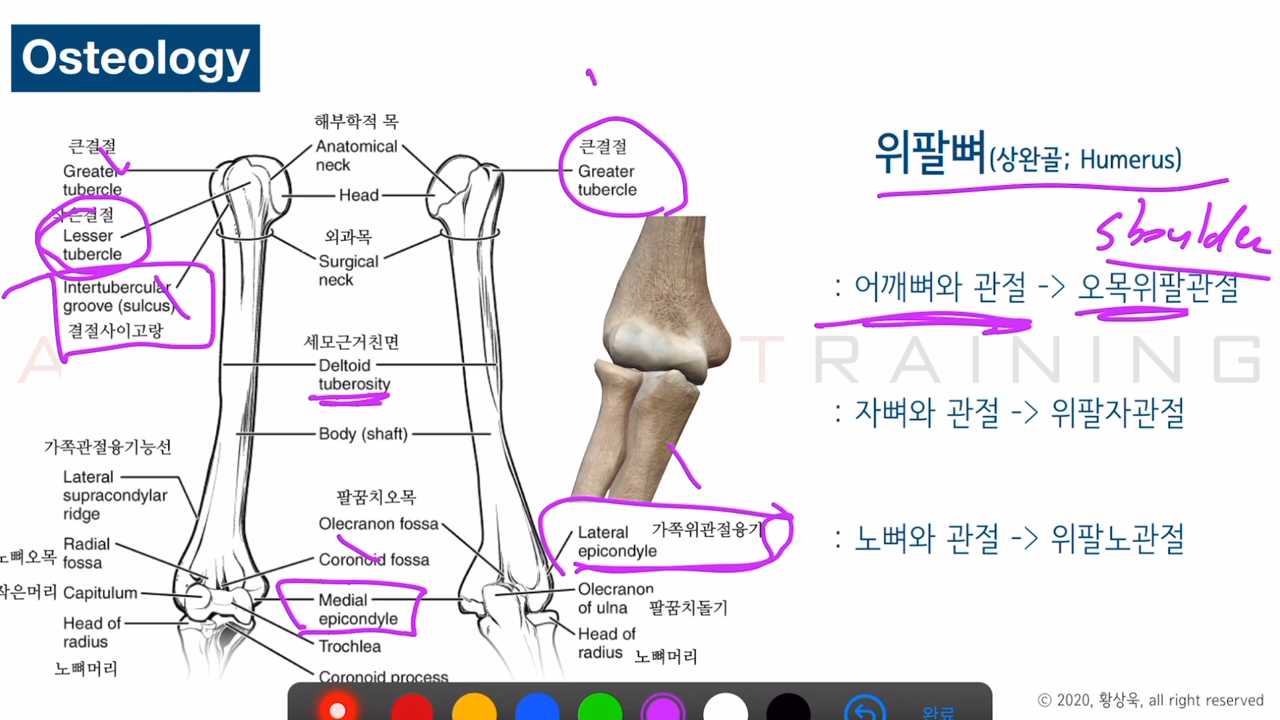 Osteology
해부학적 목
Anatomical
neck
큰결절
Greater
tubercle
Head
큰결절
Greater
tubercle
Lesser
tubercle
외과목
Surgical
neck
Intertubercular
groove (sulcus)
결절사이고랑
세모근거친면
Deltoid
tuberosity
Body (shaft)
가쪽관절융기능선
Lateral
supracondylar
ridge
팔꿈치오목
Olecranon fossa
Coronoid fossa
Radial
fossa
노뼈오목
작은머리 Capitulum
Medial
epicondyle
Head of
radius
노뼈머리
Trochlea
Coronoid process
Lateral
epicondyle
가쪽위관절융기
Olecranon
of ulna 팔꿈치돌기
Head of
radius 노뼈머리
위팔뼈(상완골; Humerus)
shoulder
: 어깨뼈와 관절 -> 오목위팔관절
TRAINING
: 자뼈와 관절 -> 위팔자관절
: 노뼈와 관절 -> 위팔노관절
완료
© 2020, 황상욱, all right reserved